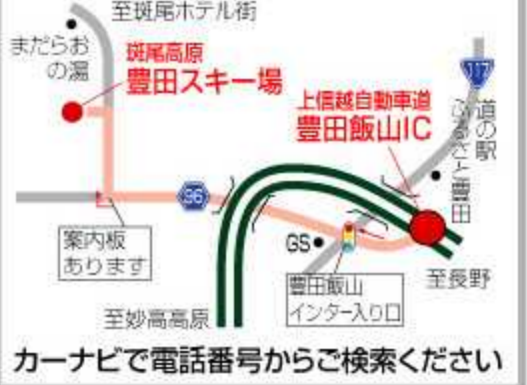 至斑尾ホテル街
まだらお
の湯
斑尾高原
豊田スキー場
117
上信越自動車道
豊田飯山IC
道の駅
ふるさと豊田
96
案内板
あります
GS
豊田飯山
インター入り口
至長野
至妙高高原
カーナビで電話番号からご検索ください